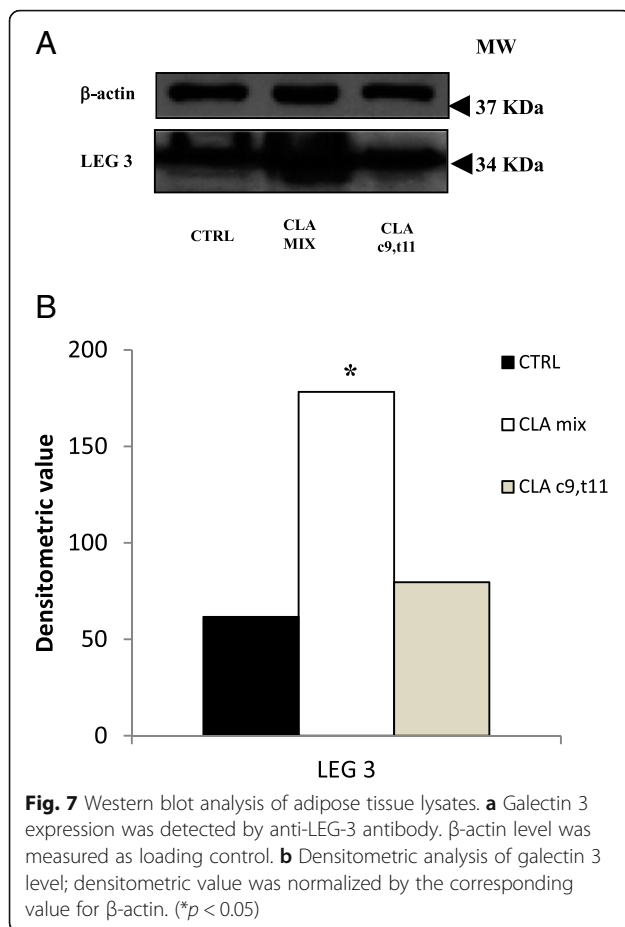 A
MW
β-actin
37 KDa
LEG 3
34 KDa
CTRL
CLA
MIX
CLA
c9,t11
B
200
150
100
50
0
Densitometric value
*
CTRL
CLA mix
CLA c9,t11
LEG 3
Fig. 7 Western blot analysis of adipose tissue lysates. a Galectin 3
expression was detected by anti-LEG-3 antibody. β-actin level was
measured as loading control. b Densitometric analysis of galectin 3
level; densitometric value was normalized by the corresponding
value for β-actin. (*p < 0.05)